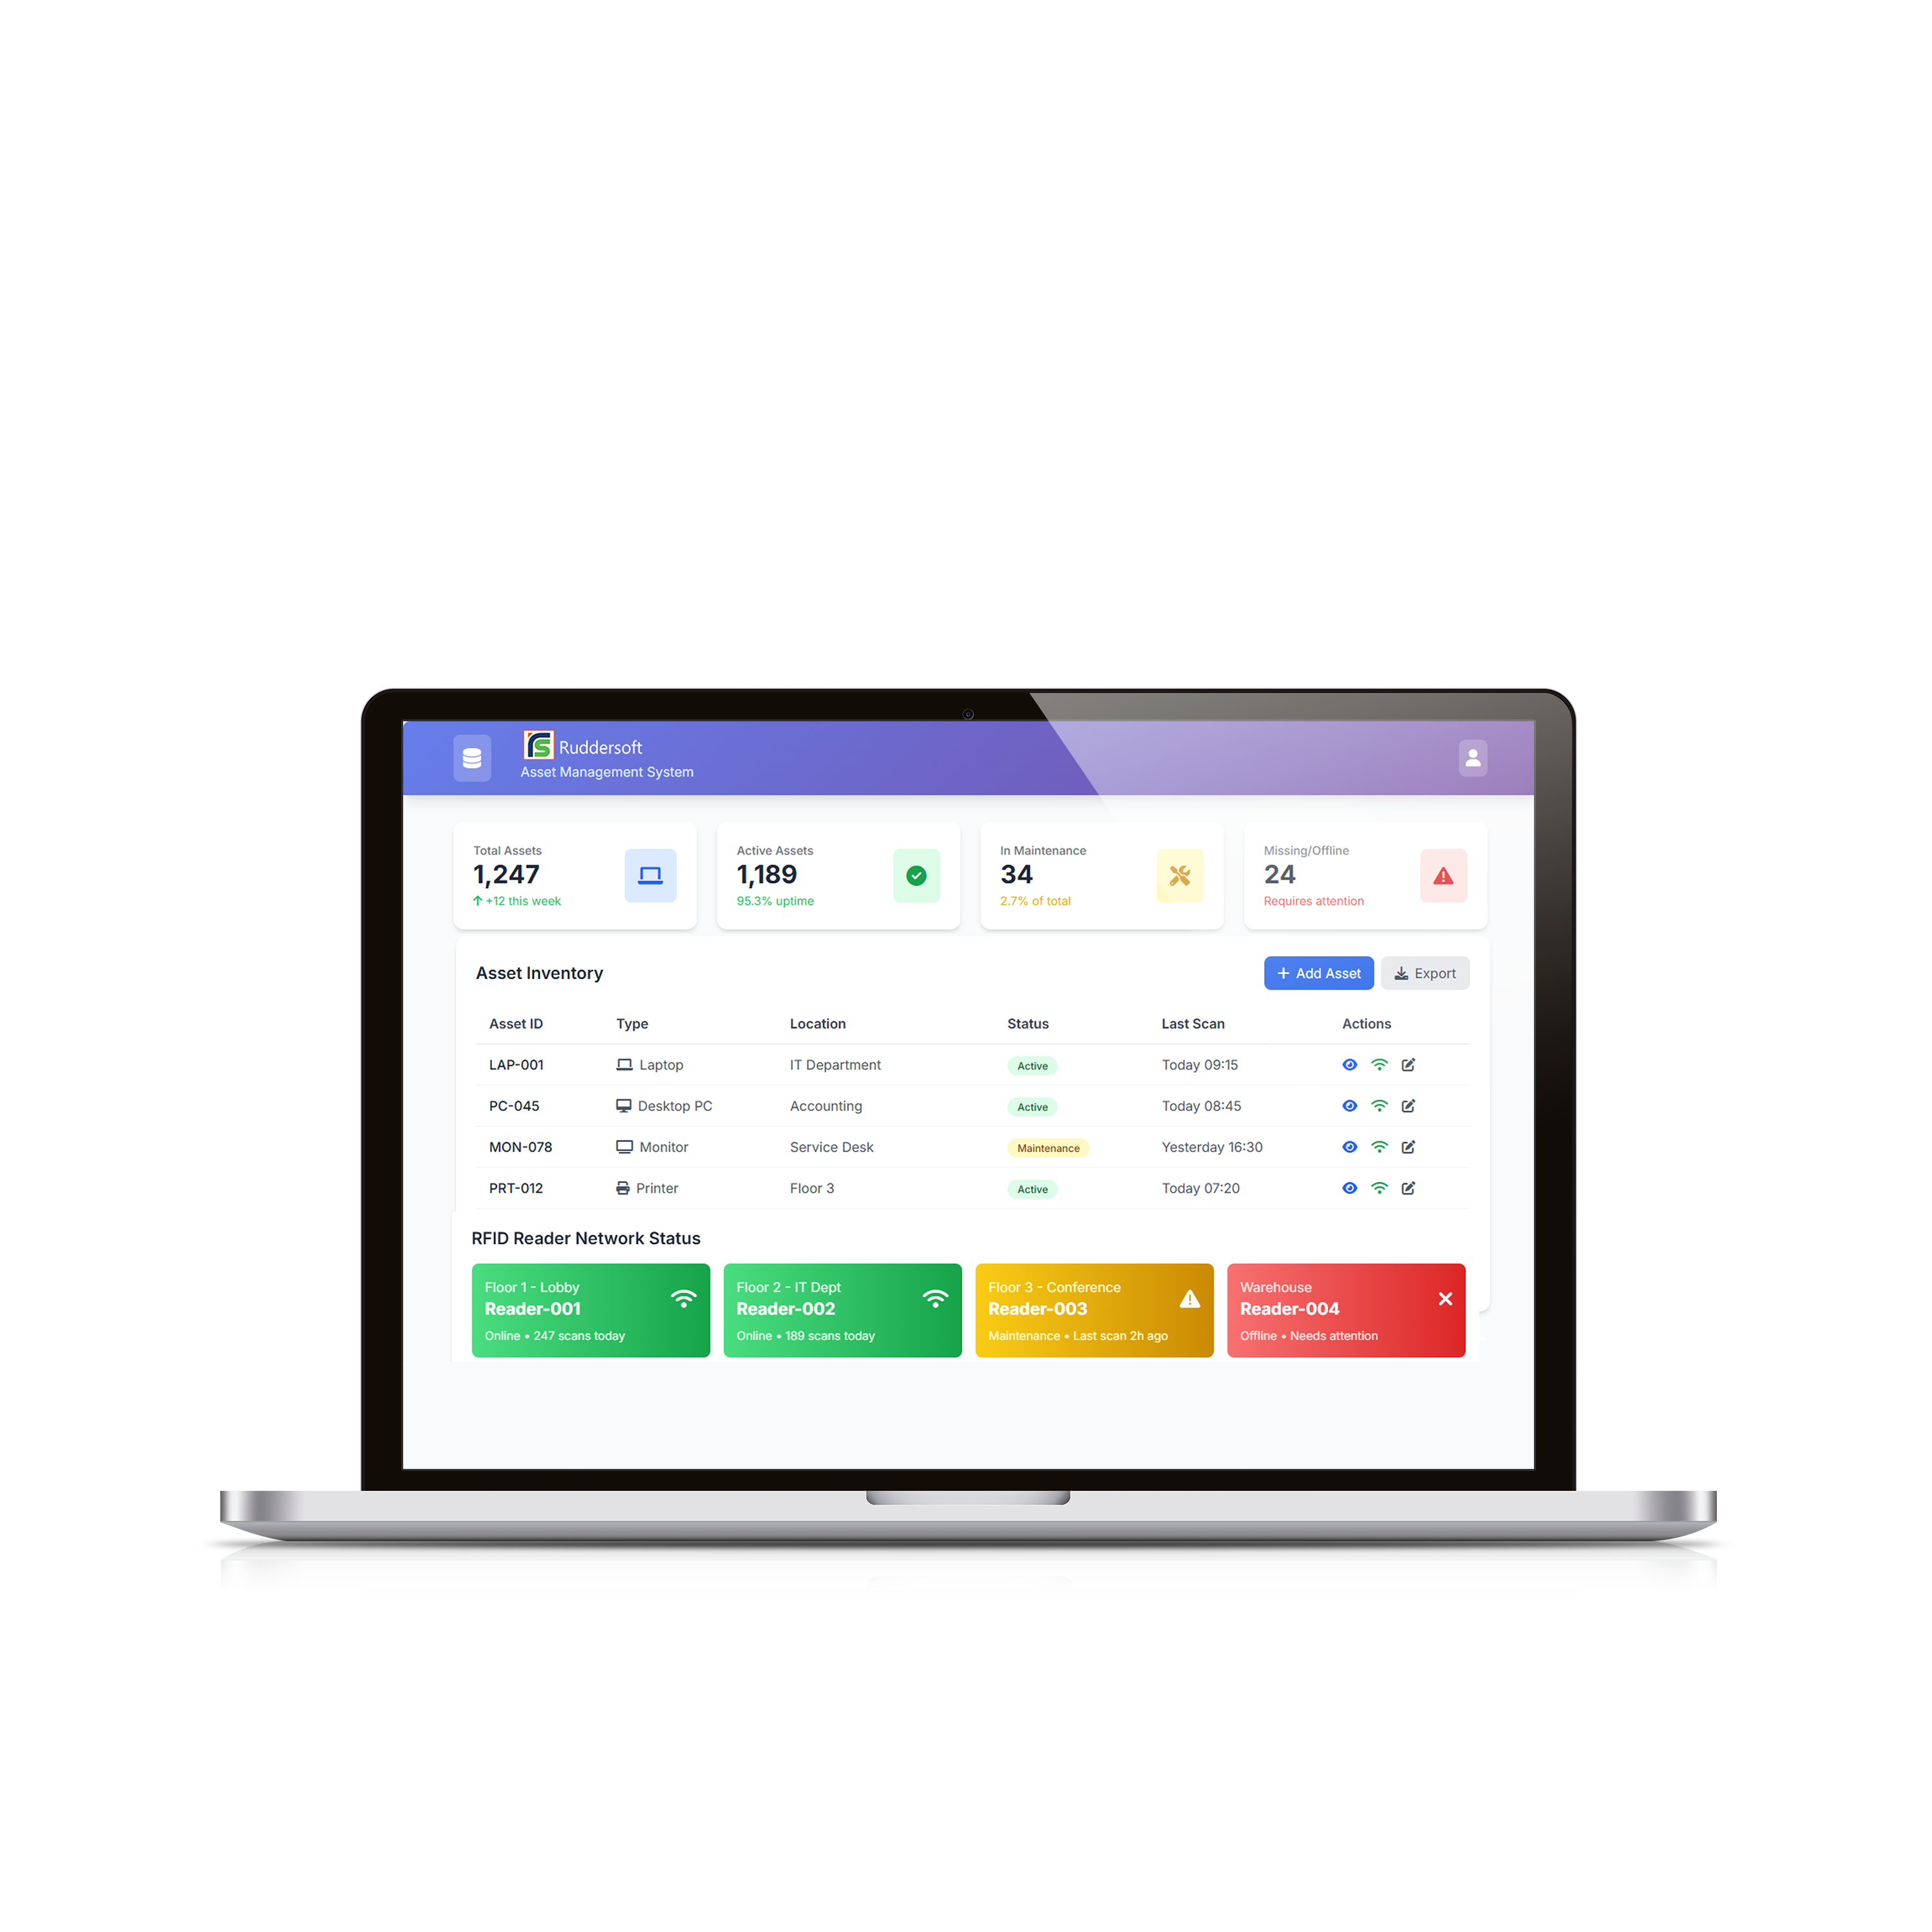 Ruddersoft
Asset Management System
Total Assets
1,247
+12 this week
Active Assets
1,189
95.3% uptime
In Maintenance
34
2.7% of total
Missing/Offline
24
Requires attention
Asset Inventory
+ Add Asset
Export
Asset ID Type Location Status Last Scan Actions
LAP-001 Laptop IT Department Active Today 09:15
PC-045 Desktop PC Accounting Active Today 08:45
MON-078 Monitor Service Desk Maintenance Yesterday 16:30
PRT-012 Printer Floor 3 Active Today 07:20
RFID Reader Network Status
Floor 1 - Lobby
Reader-001
Online • 247 scans today
Floor 2 - IT Dept
Reader-002
Online • 189 scans today
Floor 3 - Conference
Reader-003
Maintenance • Last scan 2h ago
Warehouse
Reader-004
Offline • Needs attention